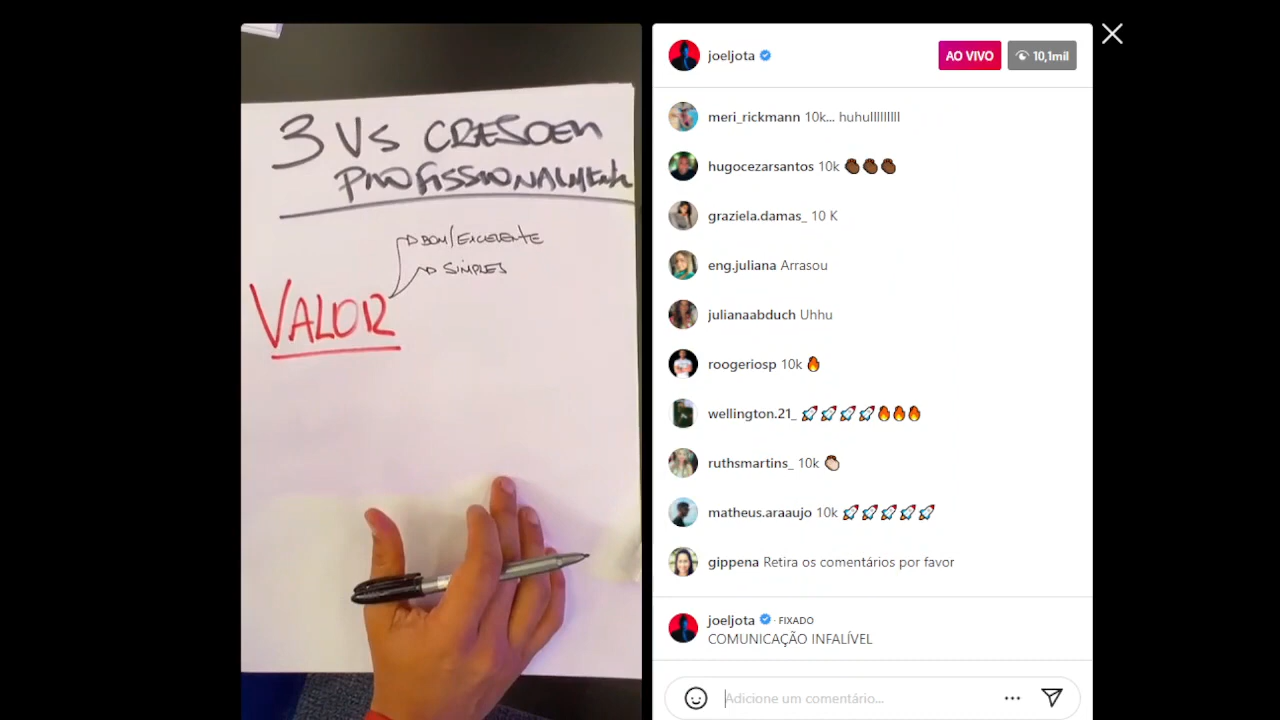 3 Vs CRESCER
PROFISSIONALMENTE
BOM/EXCELENTE
SIMPLES
VALOR
joeljota
AO VIVO
10,1mil
meri_rickmann 10k... huhulllllllll
hugocezarsantos 10k 👏🏿👏🏿👏🏿
graziela.damas_ 10 K
eng.juliana Arrasou
julianaabduch Uhhu
roogeriosp 10k 🔥
wellington.21_ 🚀🚀🚀🚀🔥🔥🔥
ruthsmartins_ 10k 👏🏻
matheus.araaujo 10k 🚀🚀🚀🚀🚀
gippena Retira os comentários por favor
joeljota · FIXADO
COMUNICAÇÃO INFALÍVEL
Adicione um comentário...